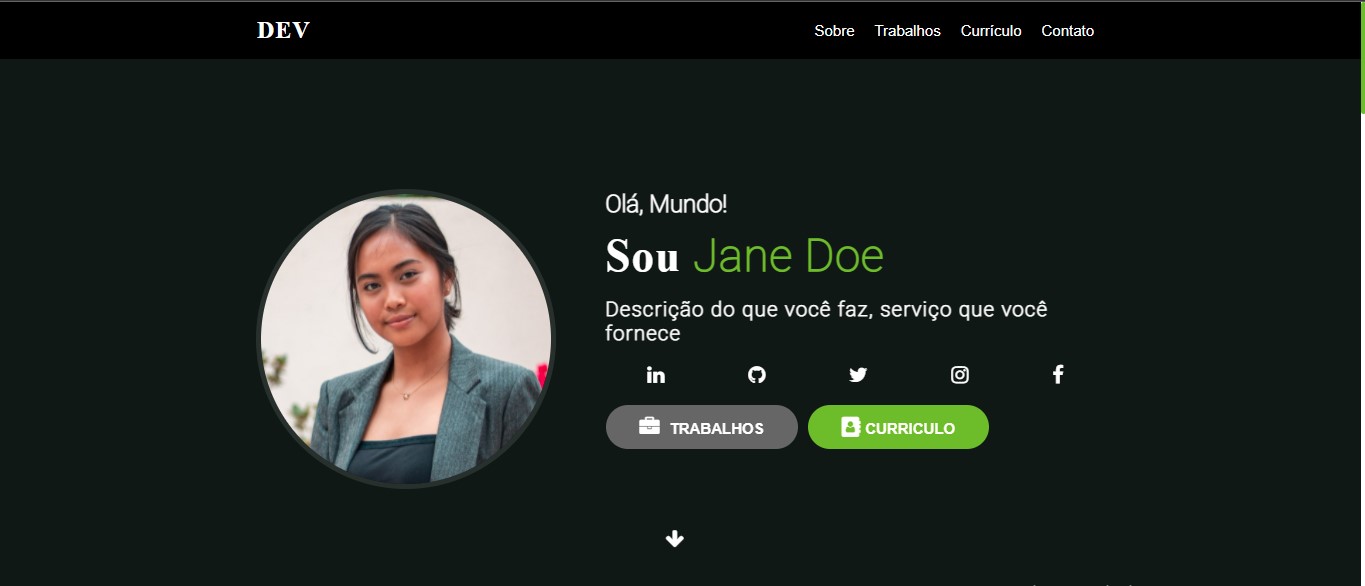 DEV
Sobre Trabalhos Currículo Contato
Olá, Mundo!
Sou Jane Doe
Descrição do que você faz, serviço que você
fornece
TRABALHOS CURRICULO